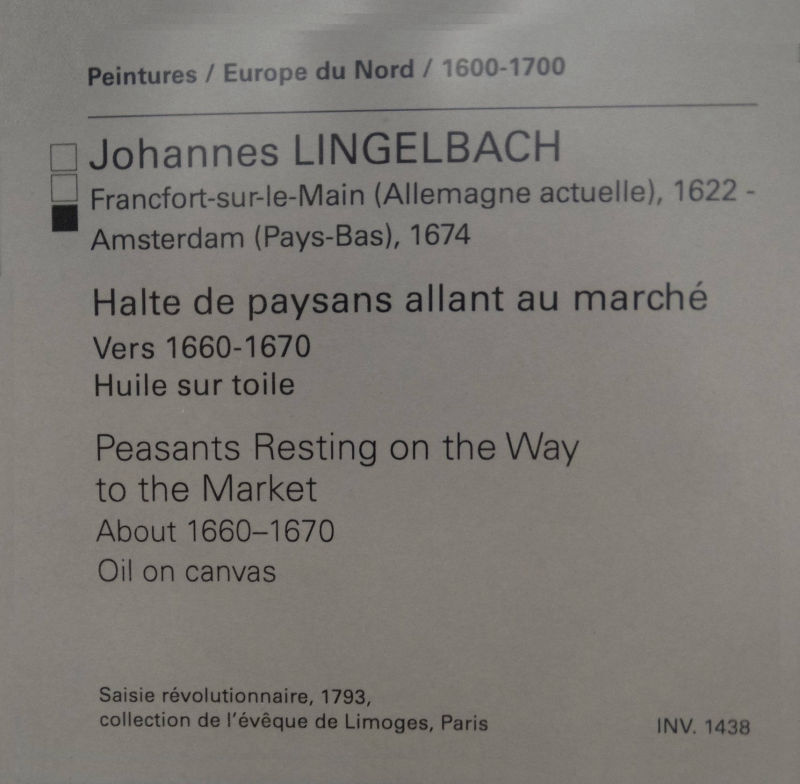 Peintures / Europe du Nord / 1600-1700
Johannes LINGELBACH
Francfort-sur-le-Main (Allemagne actuelle), 1622 -
Amsterdam (Pays-Bas), 1674
Halte de paysans allant au marché
Vers 1660-1670
Huile sur toile
Peasants Resting on the Way
to the Market
About 1660–1670
Oil on canvas
Saisie révolutionnaire, 1793,
collection de l'évêque de Limoges, Paris
INV. 1438